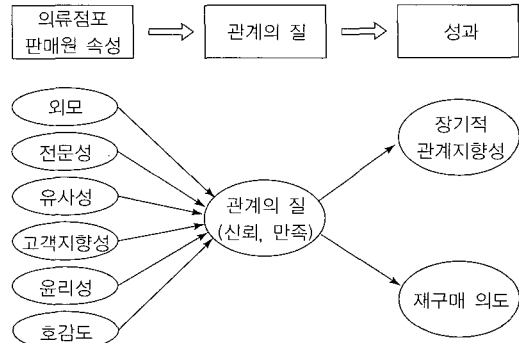 의류점포
판매원 속성
관계의 질
성과
외모
전문성
유사성
고객지향성
윤리성
호감도
관계의 질
(신뢰, 만족)
장기적
관계지향성
재구매 의도